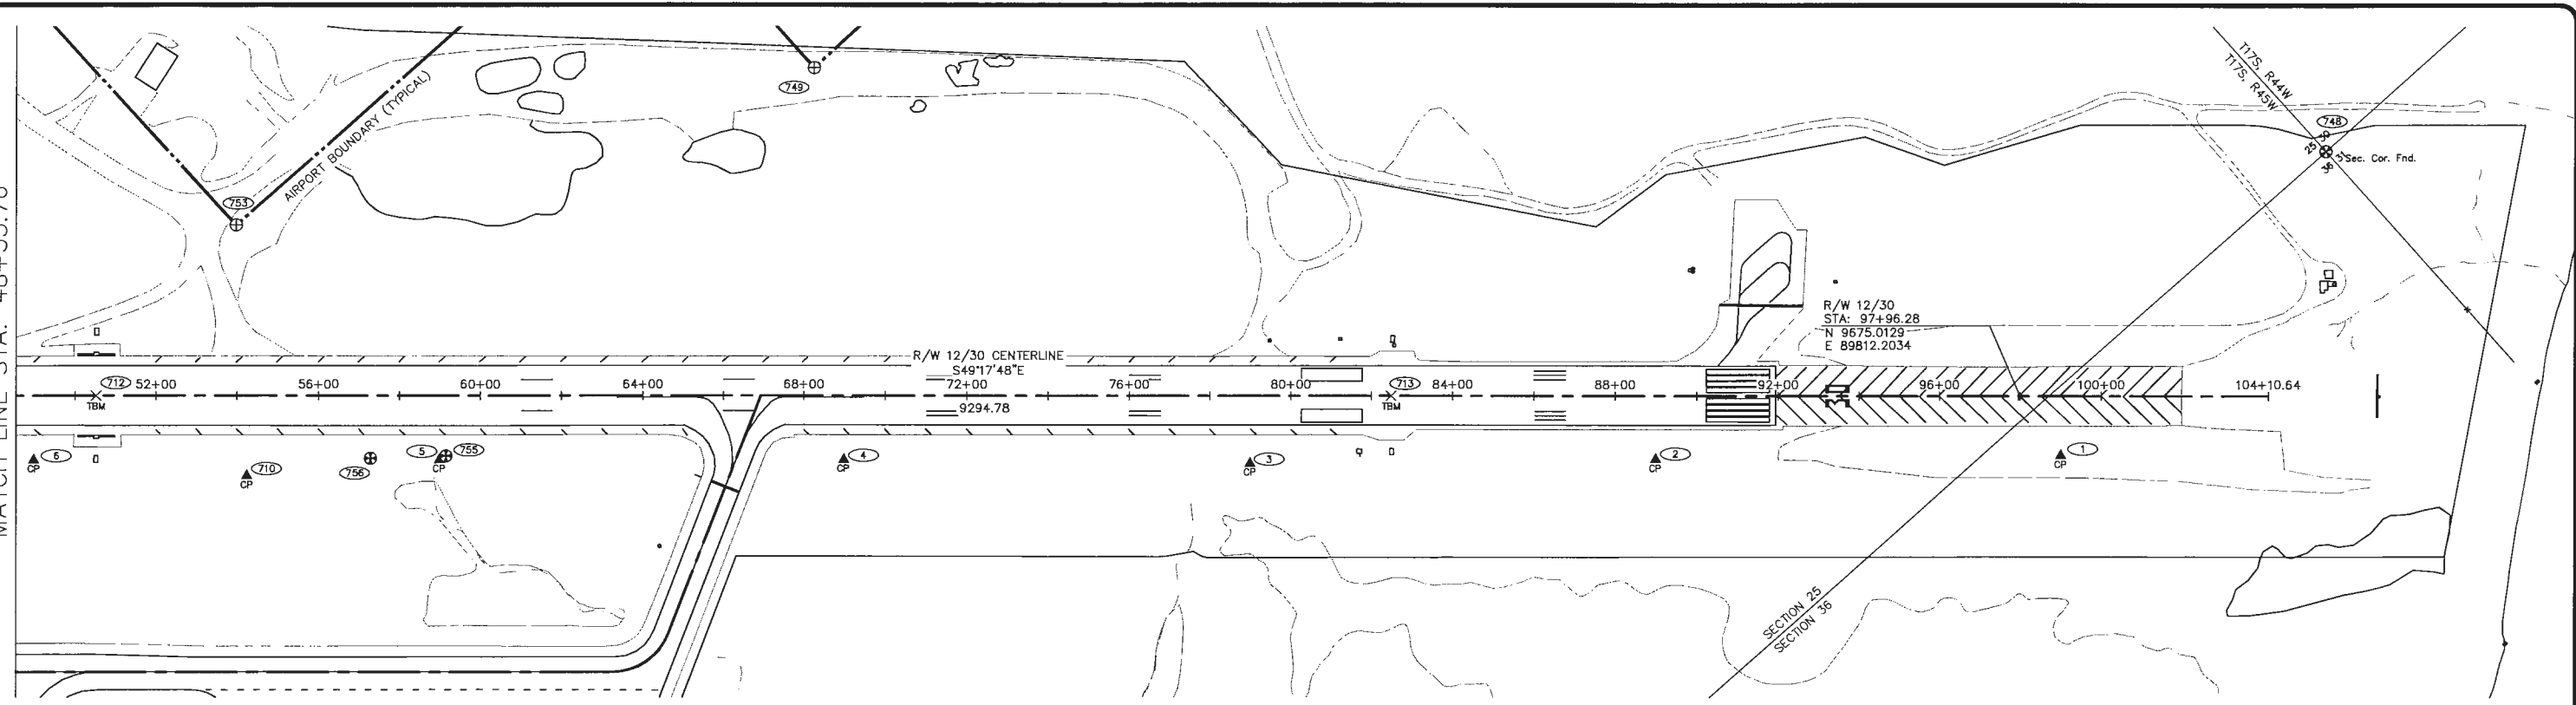 T17S, R44W
T17S, R45W
748
25
30
36
31
Sec. Cor. Fnd.
749
AIRPORT BOUNDARY (TYPICAL)
753
R/W 12/30
STA: 97+96.28
N 9675.0129
E 89812.2034
R/W 12/30 CENTERLINE
S49°17'48"E
712 52+00 56+00 60+00 64+00 68+00 72+00 76+00 80+00 713 84+00 88+00 92+00 96+00 100+00 104+10.64
TBM TBM
9294.78
6 CP
710 CP
756
5 CP
755
4 CP
3 CP
2 CP
1 CP
SECTION 25
SECTION 36
MATCH LINE STA: